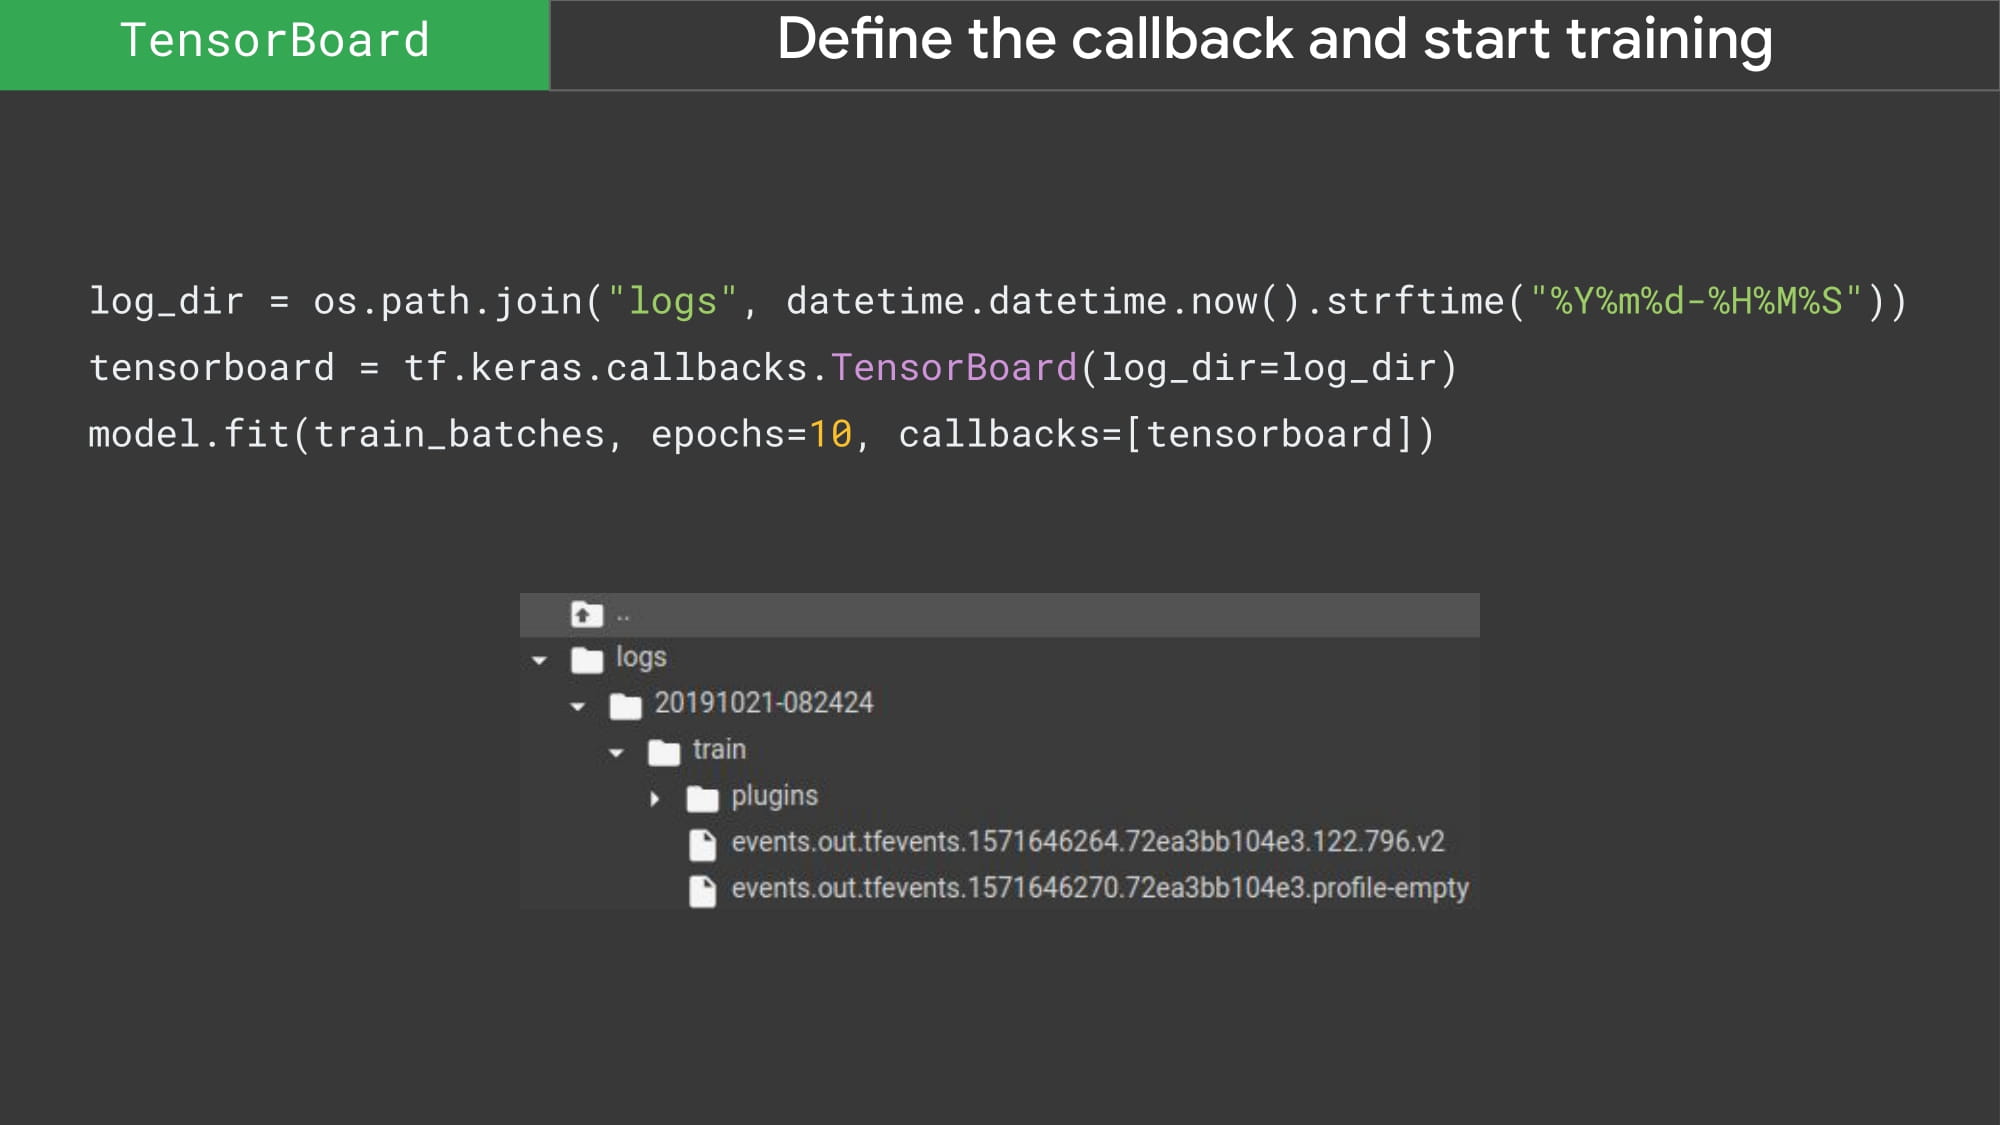 TensorBoard
Define the callback and start training
log_dir = os.path.join("logs", datetime.datetime.now().strftime("%Y%m%d-%H%M%S"))
tensorboard = tf.keras.callbacks.TensorBoard(log_dir=log_dir)
model.fit(train_batches, epochs=10, callbacks=[tensorboard])
..
logs
20191021-082424
train
plugins
events.out.tfevents.1571646264.72ea3bb104e3.122.796.v2
events.out.tfevents.1571646270.72ea3bb104e3.profile-empty